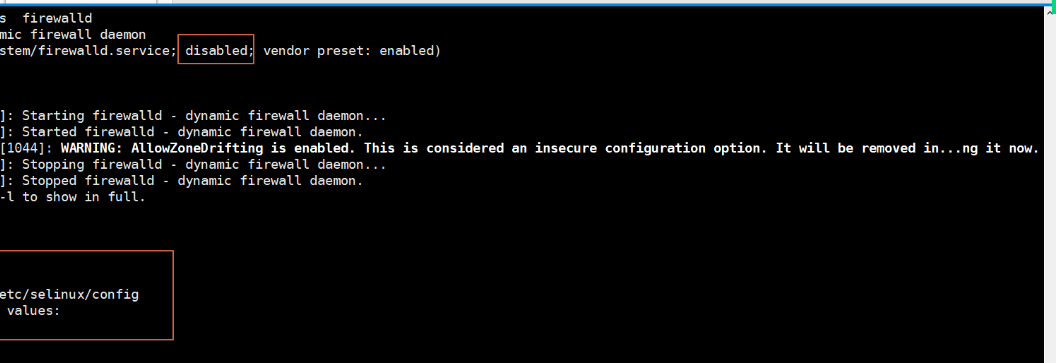 s  firewalld
mic firewall daemon
stem/firewalld.service; disabled; vendor preset: enabled)
]: Starting firewalld - dynamic firewall daemon...
]: Started firewalld - dynamic firewall daemon.
[1044]: WARNING: AllowZoneDrifting is enabled. This is considered an insecure configuration option. It will be removed in...ng it now.
]: Stopping firewalld - dynamic firewall daemon...
]: Stopped firewalld - dynamic firewall daemon.
-l to show in full.
etc/selinux/config
values: